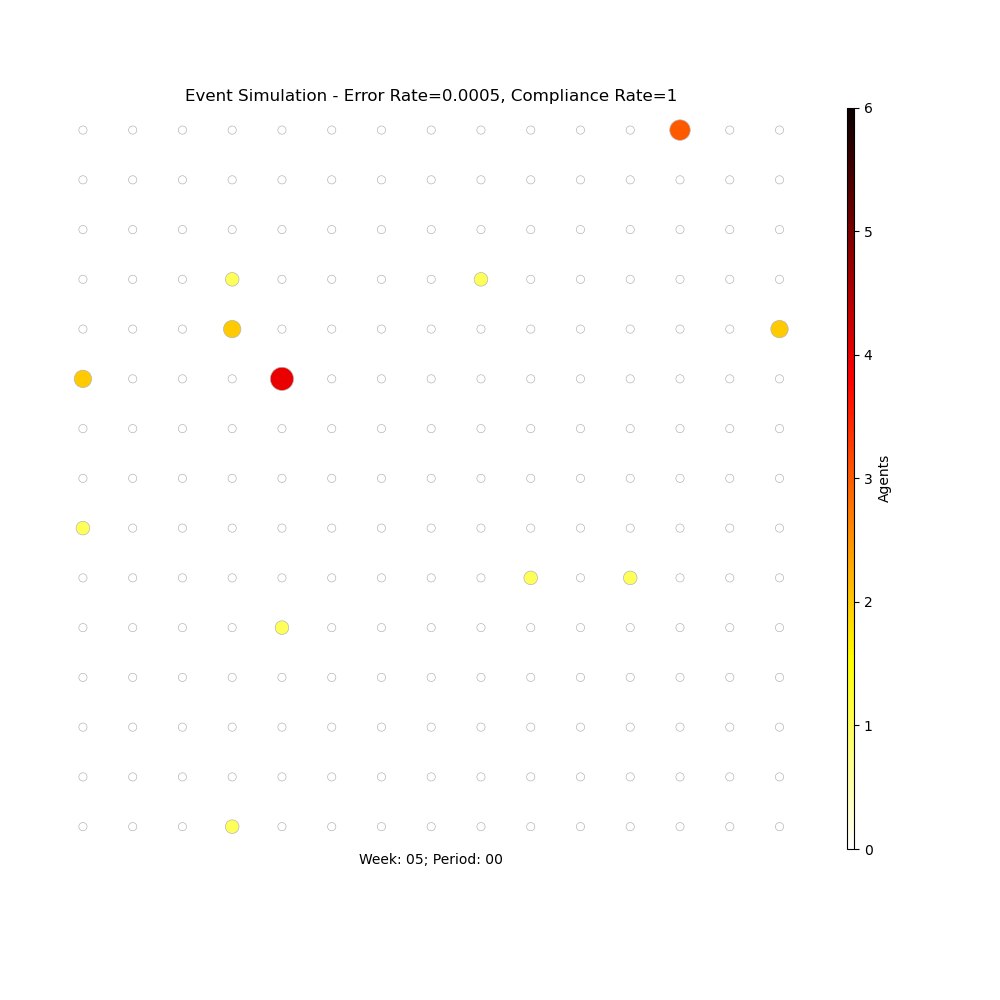 Event Simulation - Error Rate=0.0005, Compliance Rate=1
6
5
4
3
2
1
0
Agents
Week: 05; Period: 00